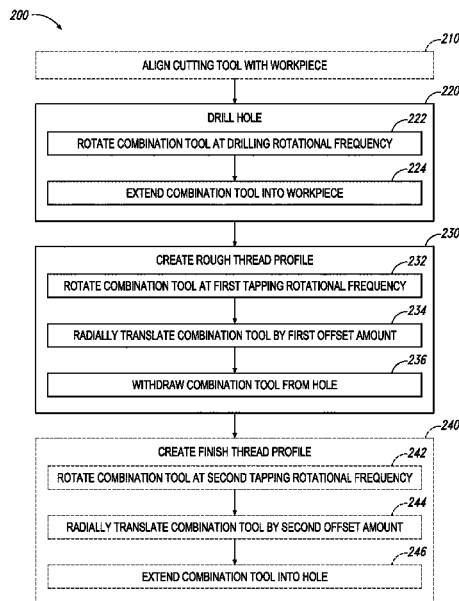 200
210
ALIGN CUTTING TOOL WITH WORKPIECE
220
DRILL HOLE
222
ROTATE COMBINATION TOOL AT DRILLING ROTATIONAL FREQUENCY
224
EXTEND COMBINATION TOOL INTO WORKPIECE
230
CREATE ROUGH THREAD PROFILE
232
ROTATE COMBINATION TOOL AT FIRST TAPPING ROTATIONAL FREQUENCY
234
RADIALLY TRANSLATE COMBINATION TOOL BY FIRST OFFSET AMOUNT
236
WITHDRAW COMBINATION TOOL FROM HOLE
240
CREATE FINISH THREAD PROFILE
242
ROTATE COMBINATION TOOL AT SECOND TAPPING ROTATIONAL FREQUENCY
244
RADIALLY TRANSLATE COMBINATION TOOL BY SECOND OFFSET AMOUNT
246
EXTEND COMBINATION TOOL INTO HOLE